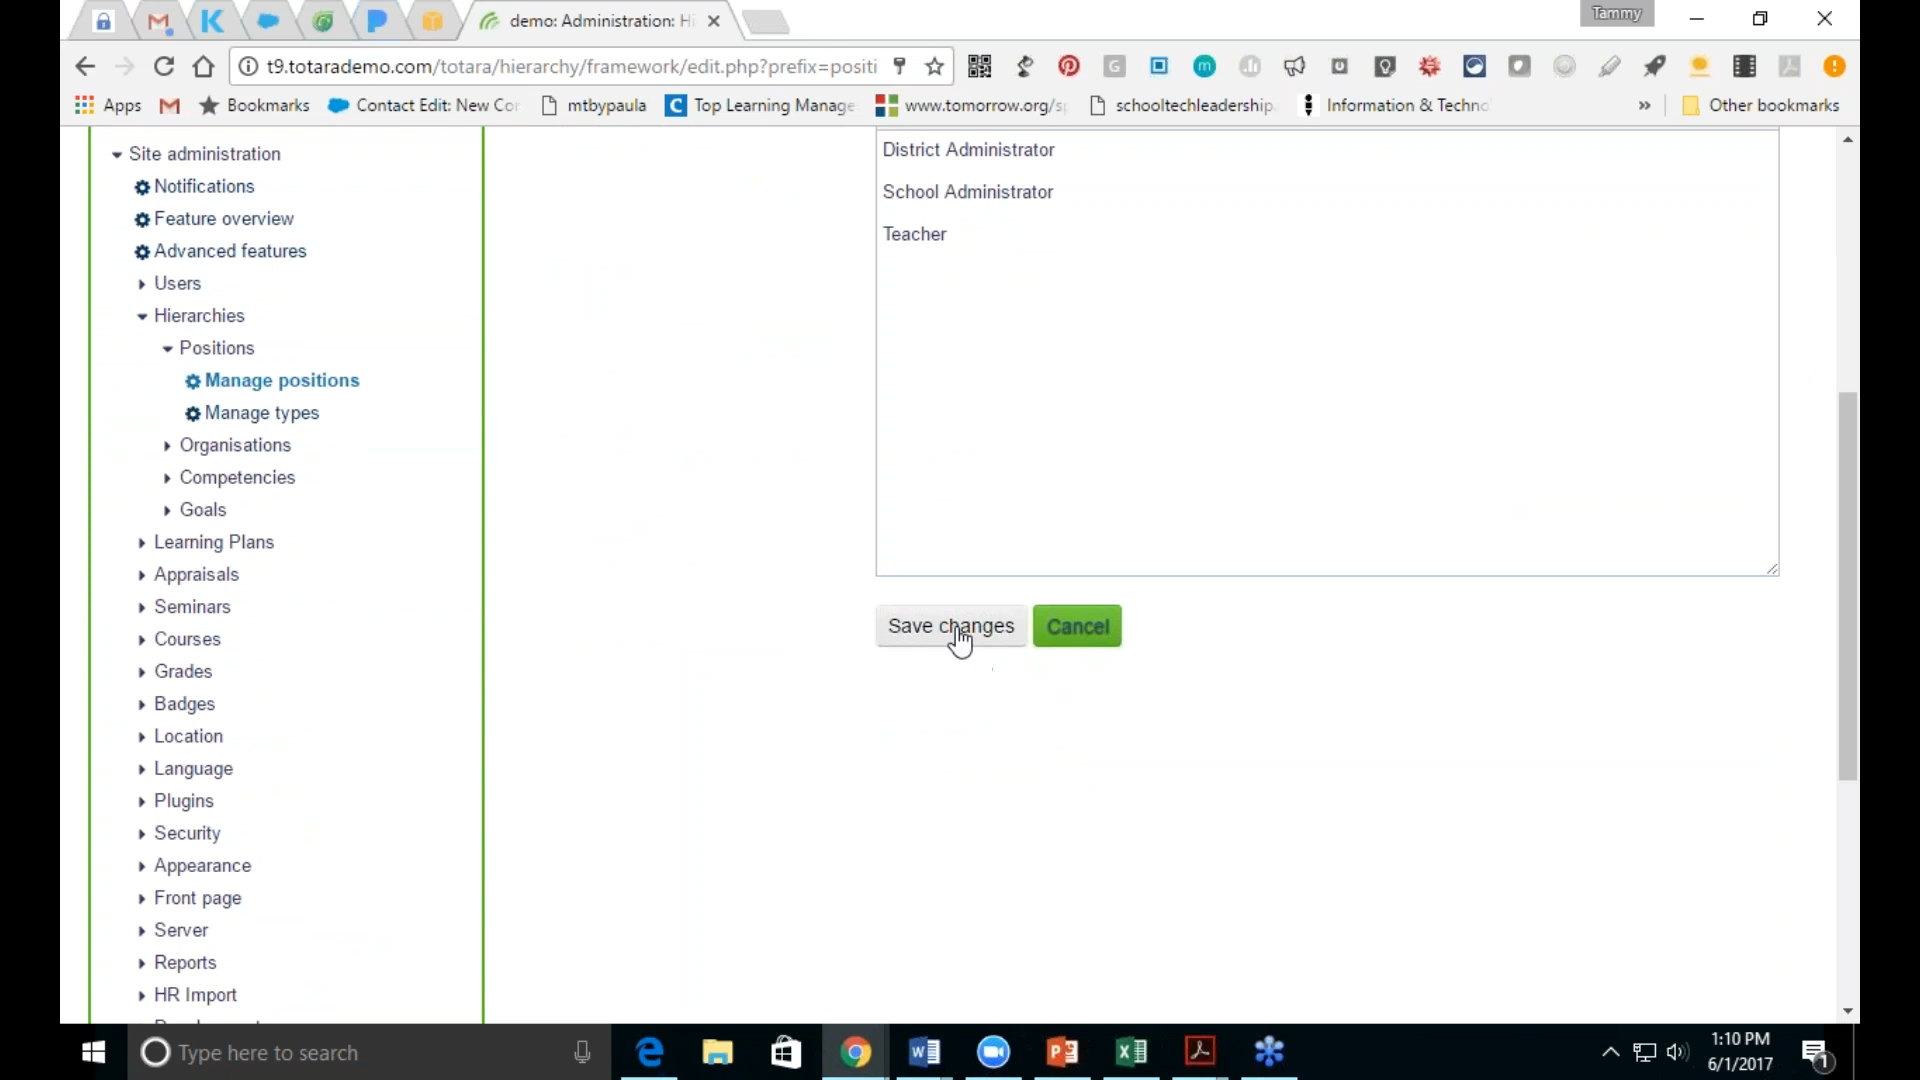 demo: Administration: Hi
Tammy
t9.totarademo.com/totara/hierarchy/framework/edit.php?prefix=positi
Apps
Bookmarks
Contact Edit: New Cor
mtbypaula
Top Learning Manage
www.tomorrow.org/sp
schooltechleadership.
Information & Techno
»
Other bookmarks
Site administration
Notifications
Feature overview
Advanced features
Users
Hierarchies
Positions
Manage positions
Manage types
Organisations
Competencies
Goals
Learning Plans
Appraisals
Seminars
Courses
Grades
Badges
Location
Language
Plugins
Security
Appearance
Front page
Server
Reports
HR Import
District Administrator
School Administrator
Teacher
Save changes
Cancel
Type here to search
1:10 PM
6/1/2017
1